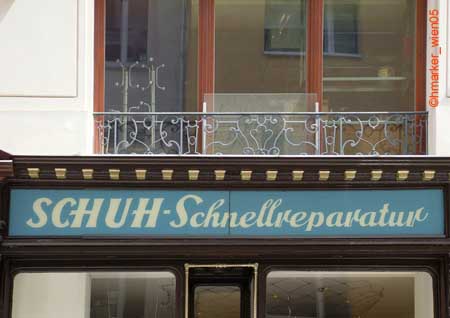 SCHUH-Schnellreparatur
©hmarker_wien05